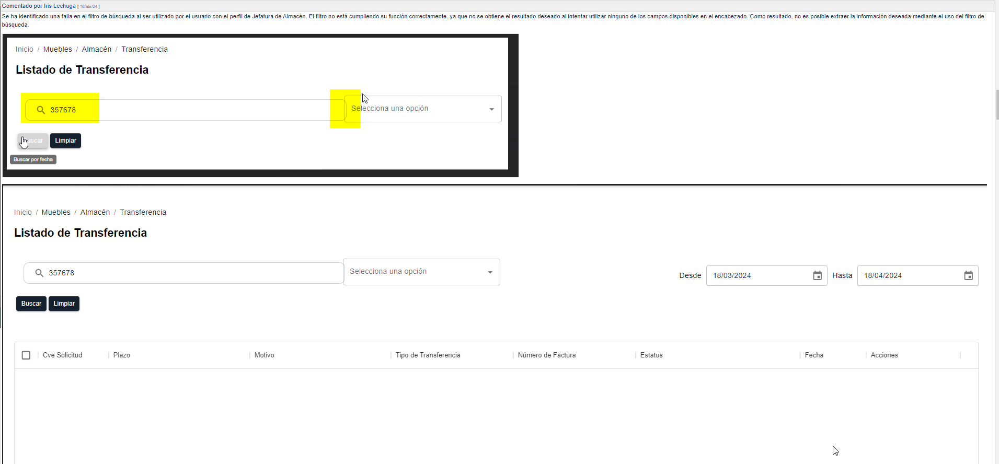 Comentado por Iris Lechuga [ 18/abr/24 ]
Se ha identificado una falla en el filtro de búsqueda al ser utilizado por el usuario con el perfil de Jefatura de Almacén. El filtro no está cumpliendo su función correctamente, ya que no se obtiene el resultado deseado al intentar utilizar ninguno de los campos disponibles en el encabezado. Como resultado, no es posible extraer la información deseada mediante el uso del filtro de
búsqueda.
Inicio / Muebles / Almacén / Transferencia
Listado de Transferencia
357678 Selecciona una opción
Limpiar
Buscar por fecha
Inicio / Muebles / Almacén / Transferencia
Listado de Transferencia
357678 Selecciona una opción Desde 18/03/2024 Hasta 18/04/2024
Buscar Limpiar
Cve Solicitud Plazo Motivo Tipo de Transferencia Número de Factura Estatus Fecha Acciones